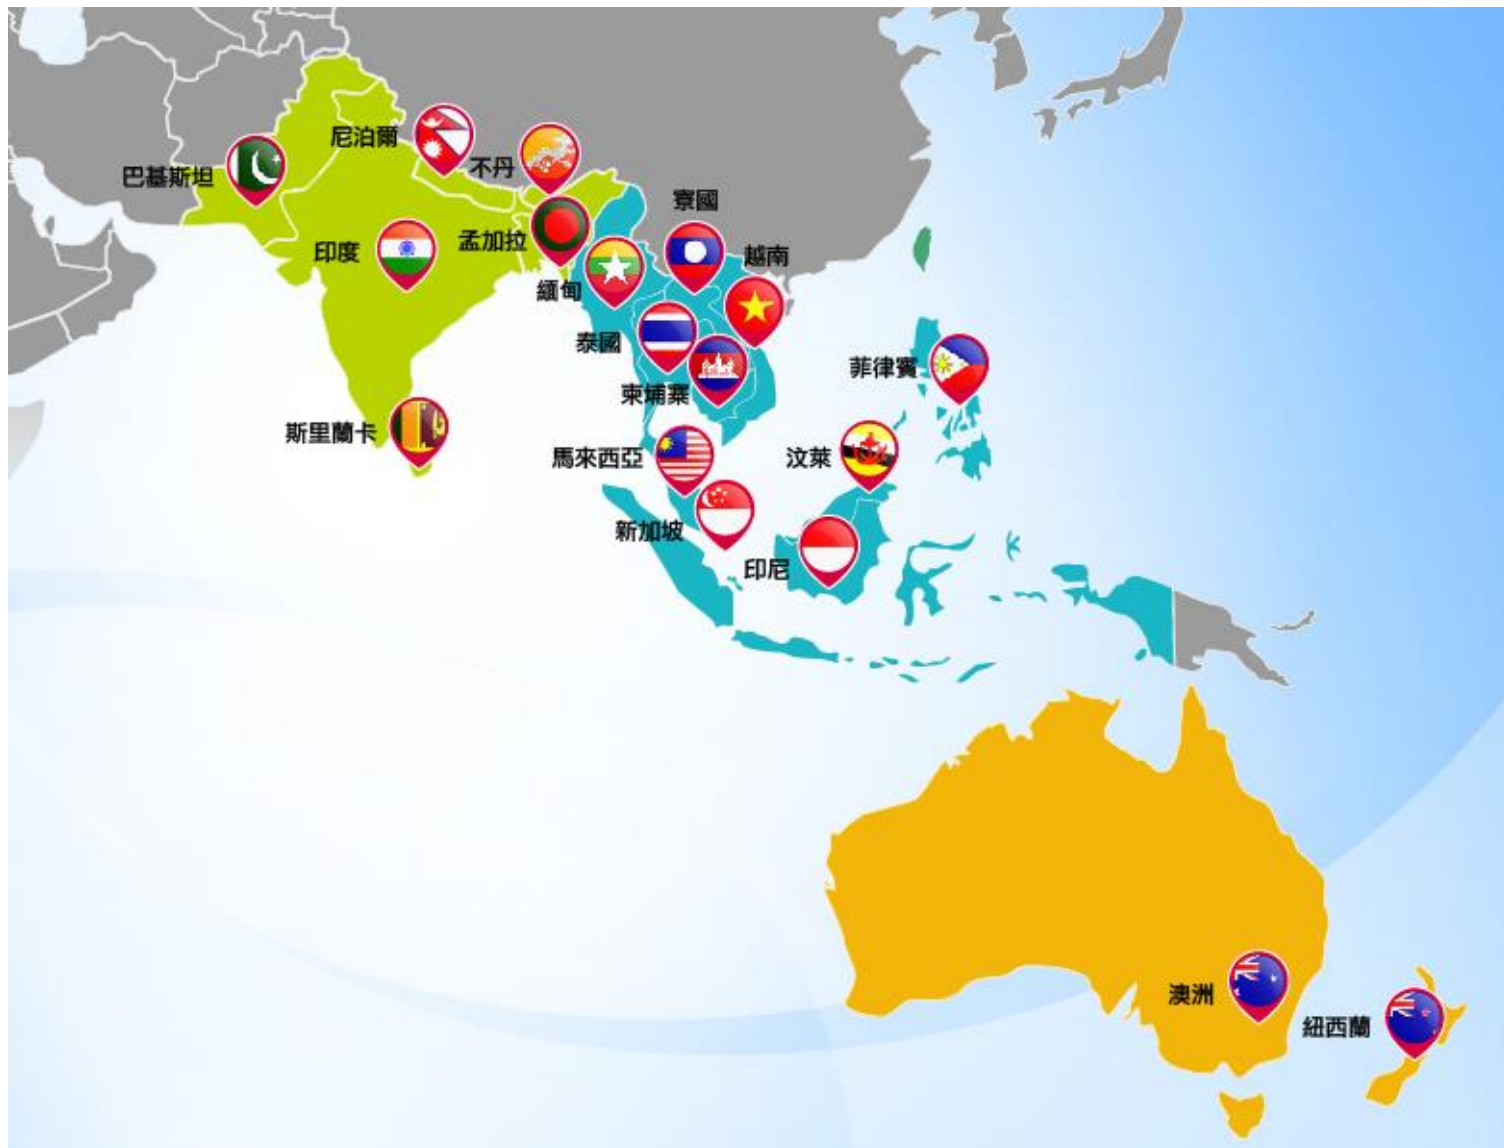 尼泊爾
不丹
巴基斯坦
寮國
孟加拉
印度
越南
緬甸
泰國
菲律賓
柬埔寨
斯里蘭卡
馬來西亞
汶萊
新加坡
印尼
澳洲
紐西蘭